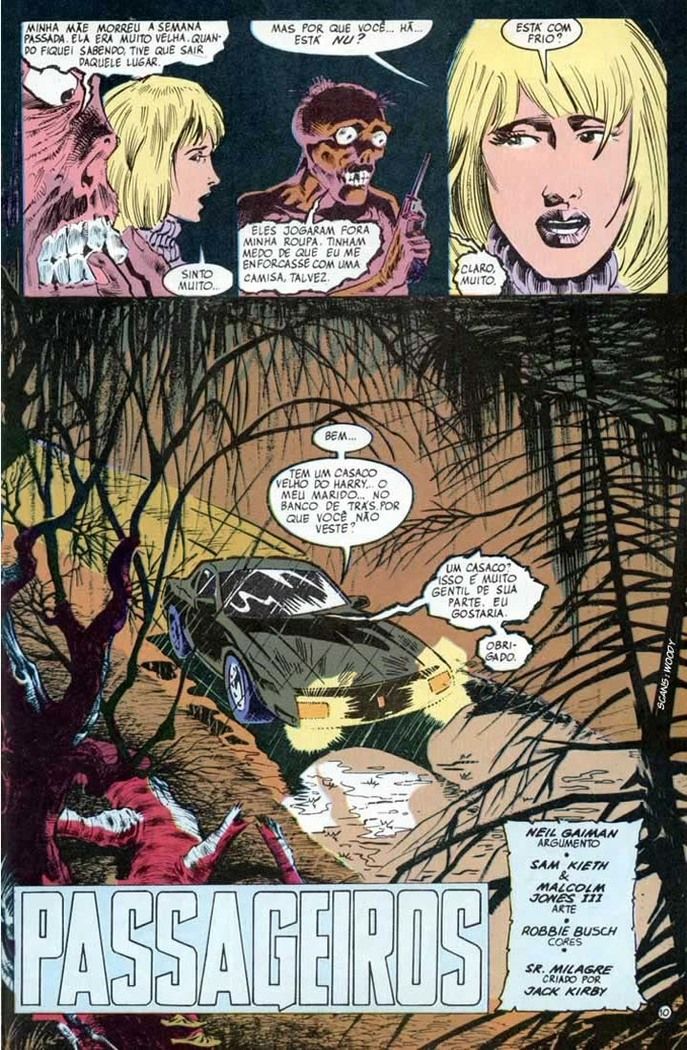 MINHA MÃE MORREU A SEMANA
PASSADA. ELA ERA MUITO VELHA. QUAN-
DO FIQUEI SABENDO, TIVE QUE SAIR
DAQUELE LUGAR.
SINTO
MUITO...
MAS POR QUE VOCÊ... HÃ...
ESTÁ NU?
ELES JOGARAM FORA
MINHA ROUPA. TINHAM
MEDO DE QUE EU ME
ENFORCASSE COM UMA
CAMISA, TALVEZ.
ESTÁ COM
FRIO?
CLARO,
MUITO.
BEM...
TEM UM CASACO
VELHO DO HARRY... O
MEU MARIDO... NO
BANCO DE TRÁS. POR
QUE VOCÊ NÃO
VESTE?
UM CASACO?
ISSO É MUITO
GENTIL DE SUA
PARTE. EU
GOSTARIA.
OBRI-
GADO.
SCANS: WOODY
NEIL GAIMAN
ARGUMENTO
SAM KIETH
&
MALCOLM
JONES III
ARTE
ROBBIE BUSCH
CORES
SR. MILAGRE
CRIADO POR
JACK KIRBY
PASSAGEIROS
10